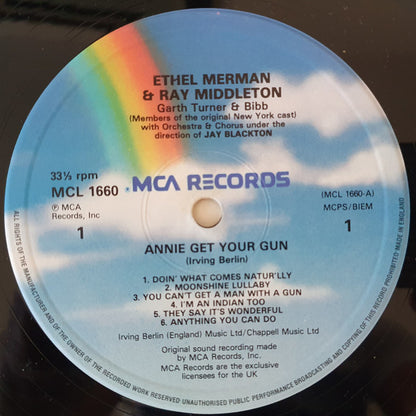 ETHEL MERMAN
& RAY MIDDLETON
Garth Turner & Bibb
(Members of the original New York cast)
with Orchestra & Chorus under the
direction of JAY BLACKTON
33⅓ rpm
MCL 1660
MCA RECORDS
(MCL 1660-A)
℗ MCA
Records, Inc
MCPS/BIEM
1
1
ANNIE GET YOUR GUN
(Irving Berlin)
1. DOIN' WHAT COMES NATUR'LLY
2. MOONSHINE LULLABY
3. YOU CAN'T GET A MAN WITH A GUN
4. I'M AN INDIAN TOO
5. THEY SAY IT'S WONDERFUL
6. ANYTHING YOU CAN DO
Irving Berlin (England) Music Ltd/Chappell Music Ltd
Original sound recording made
by MCA Records, Inc.
MCA Records are the exclusive
licensees for the UK
ALL RIGHTS OF THE MANUFACTURER AND OF THE OWNER OF THE RECORDED WORK RESERVED UNAUTHORISED PUBLIC PERFORMANCE BROADCASTING AND COPYING OF THIS RECORD PROHIBITED MADE IN ENGLAND